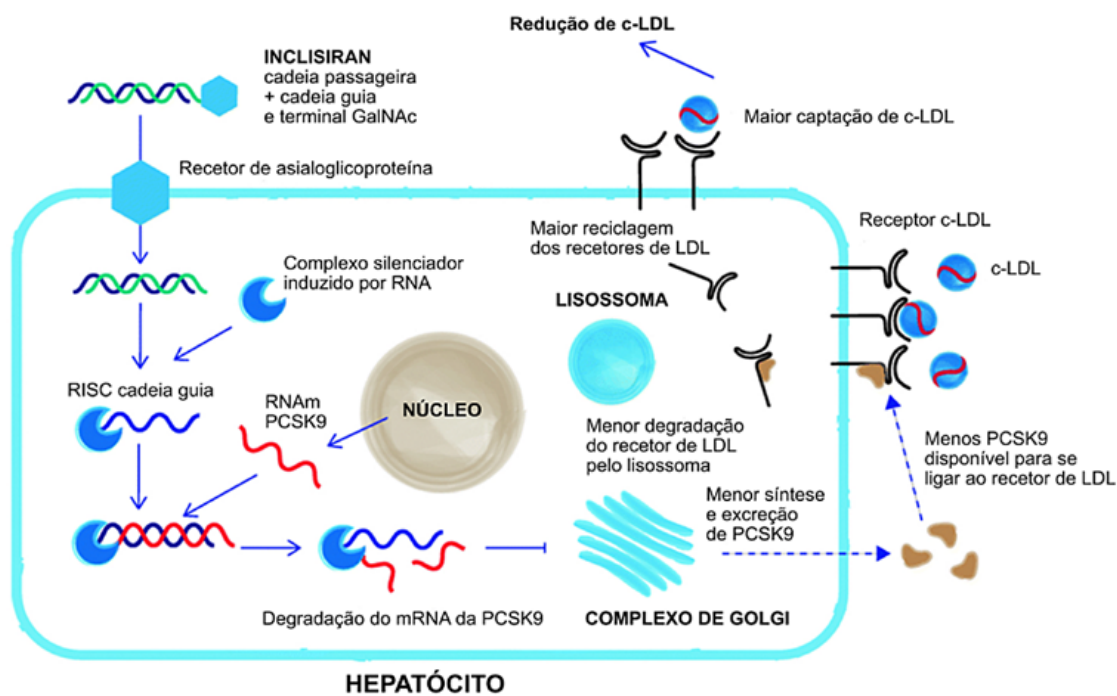 Redução de c-LDL
INCLISIRAN
cadeia passageira
+ cadeia guia
e terminal GalNAc
Maior captação de c-LDL
Recetor de asialoglicoproteína
Maior reciclagem
dos recetores de LDL
Receptor c-LDL
c-LDL
Complexo silenciador
induzido por RNA
LISOSSOMA
RISC cadeia guia
RNAm
PCSK9
NÚCLEO
Menor degradação
do recetor de LDL
pelo lisossoma
Menos PCSK9
disponível para se
ligar ao recetor de LDL
Menor síntese
e excreção
de PCSK9
Degradação do mRNA da PCSK9
COMPLEXO DE GOLGI
HEPATÓCITO